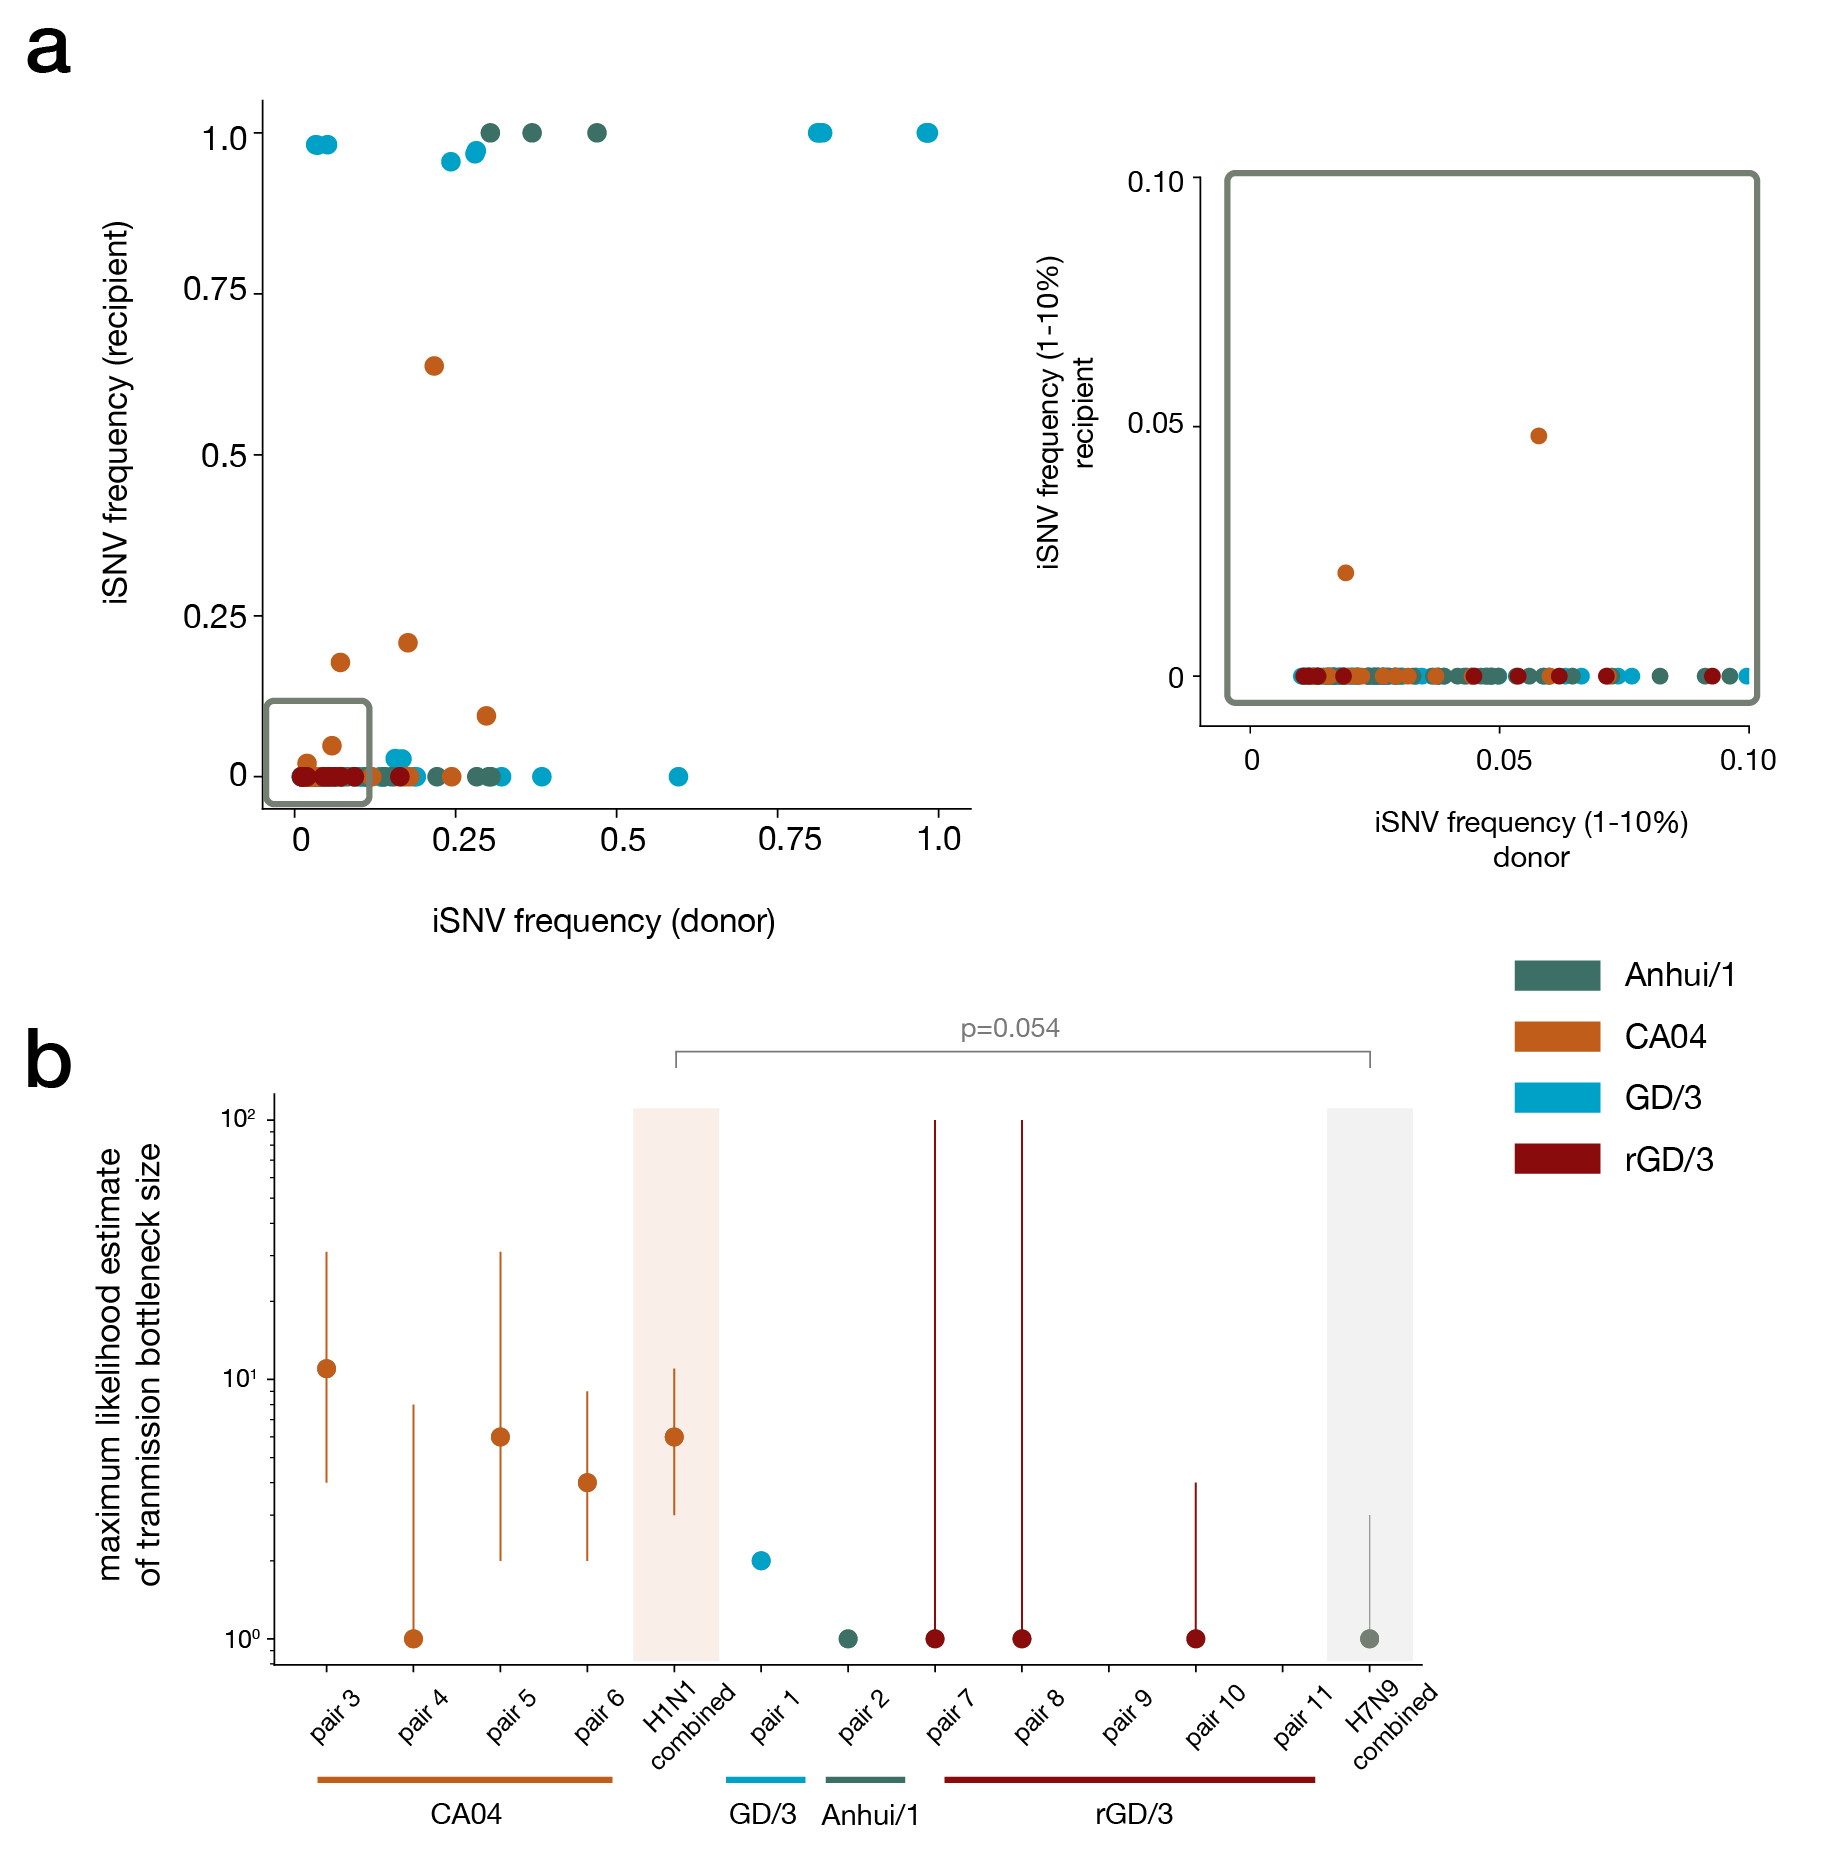 a
1.0
0.75
0.5
0.25
0
iSNV frequency (recipient)
0
0.25
0.5
0.75
1.0
iSNV frequency (donor)
0.10
0.05
0
iSNV frequency (1-10%)
recipient
0
0.05
0.10
iSNV frequency (1-10%)
donor
Anhui/1
CA04
GD/3
rGD/3
b
p=0.054
10²
10¹
10⁰
maximum likelihood estimate
of tranmission bottleneck size
pair 3
pair 4
pair 5
pair 6
H1N1
combined
pair 1
pair 2
pair 7
pair 8
pair 9
pair 10
pair 11
H7N9
combined
CA04
GD/3
Anhui/1
rGD/3